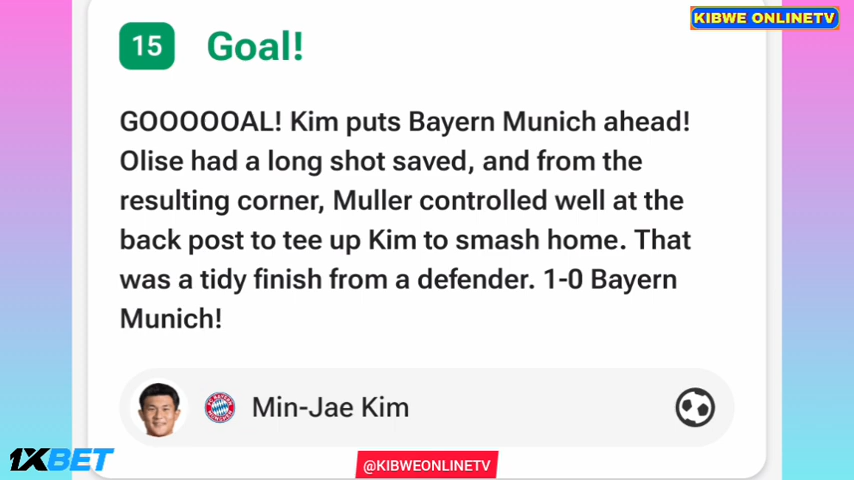 KIBWE ONLINETV
15 Goal!
GOOOOOAL! Kim puts Bayern Munich ahead!
Olise had a long shot saved, and from the
resulting corner, Muller controlled well at the
back post to tee up Kim to smash home. That
was a tidy finish from a defender. 1-0 Bayern
Munich!
Min-Jae Kim
1XBET
@KIBWEONLINETV